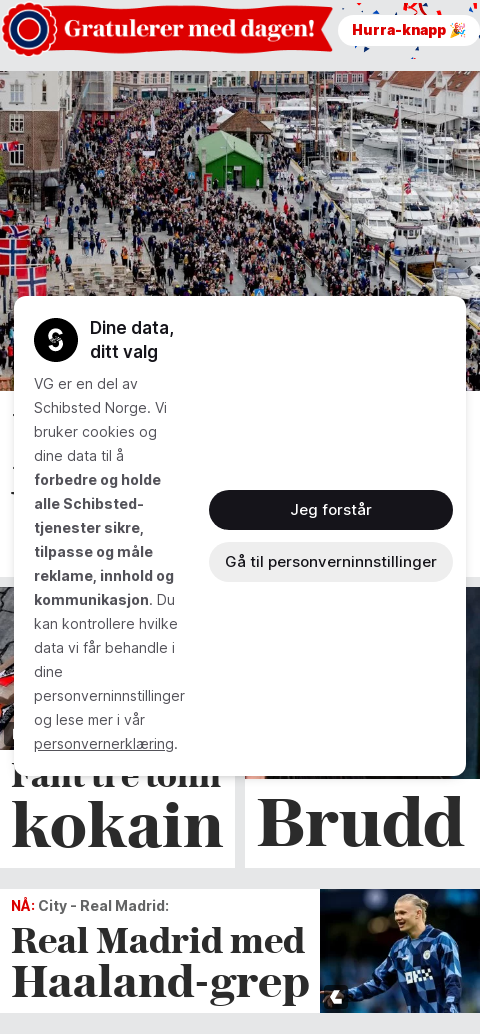 Gratulerer med dagen!
Hurra-knapp 🎉
Dine data,
ditt valg
VG er en del av
Schibsted Norge. Vi
bruker cookies og
dine data til å
forbedre og holde
alle Schibsted-
tjenester sikre,
tilpasse og måle
reklame, innhold og
kommunikasjon. Du
kan kontrollere hvilke
data vi får behandle i
dine
personverninnstillinger
og lese mer i vår
personvernerklæring.
Jeg forstår
Gå til personverninnstillinger
Fant tre tonn
kokain
Brudd
NÅ: City - Real Madrid:
Real Madrid med
Haaland-grep